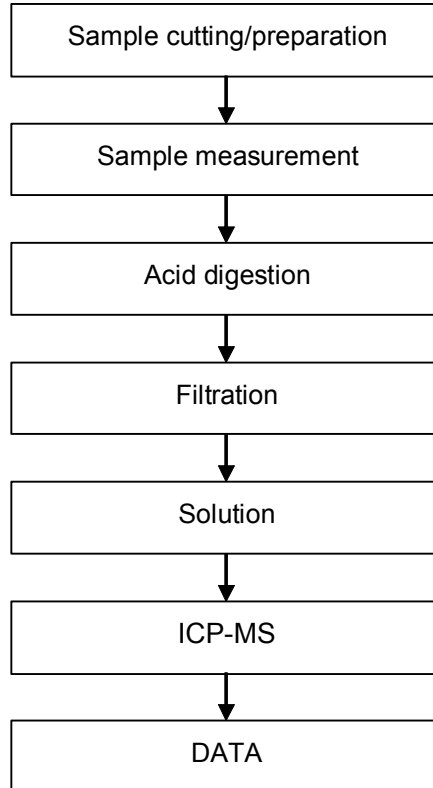 Sample cutting/preparation
Sample measurement
Acid digestion
Filtration
Solution
ICP-MS
DATA